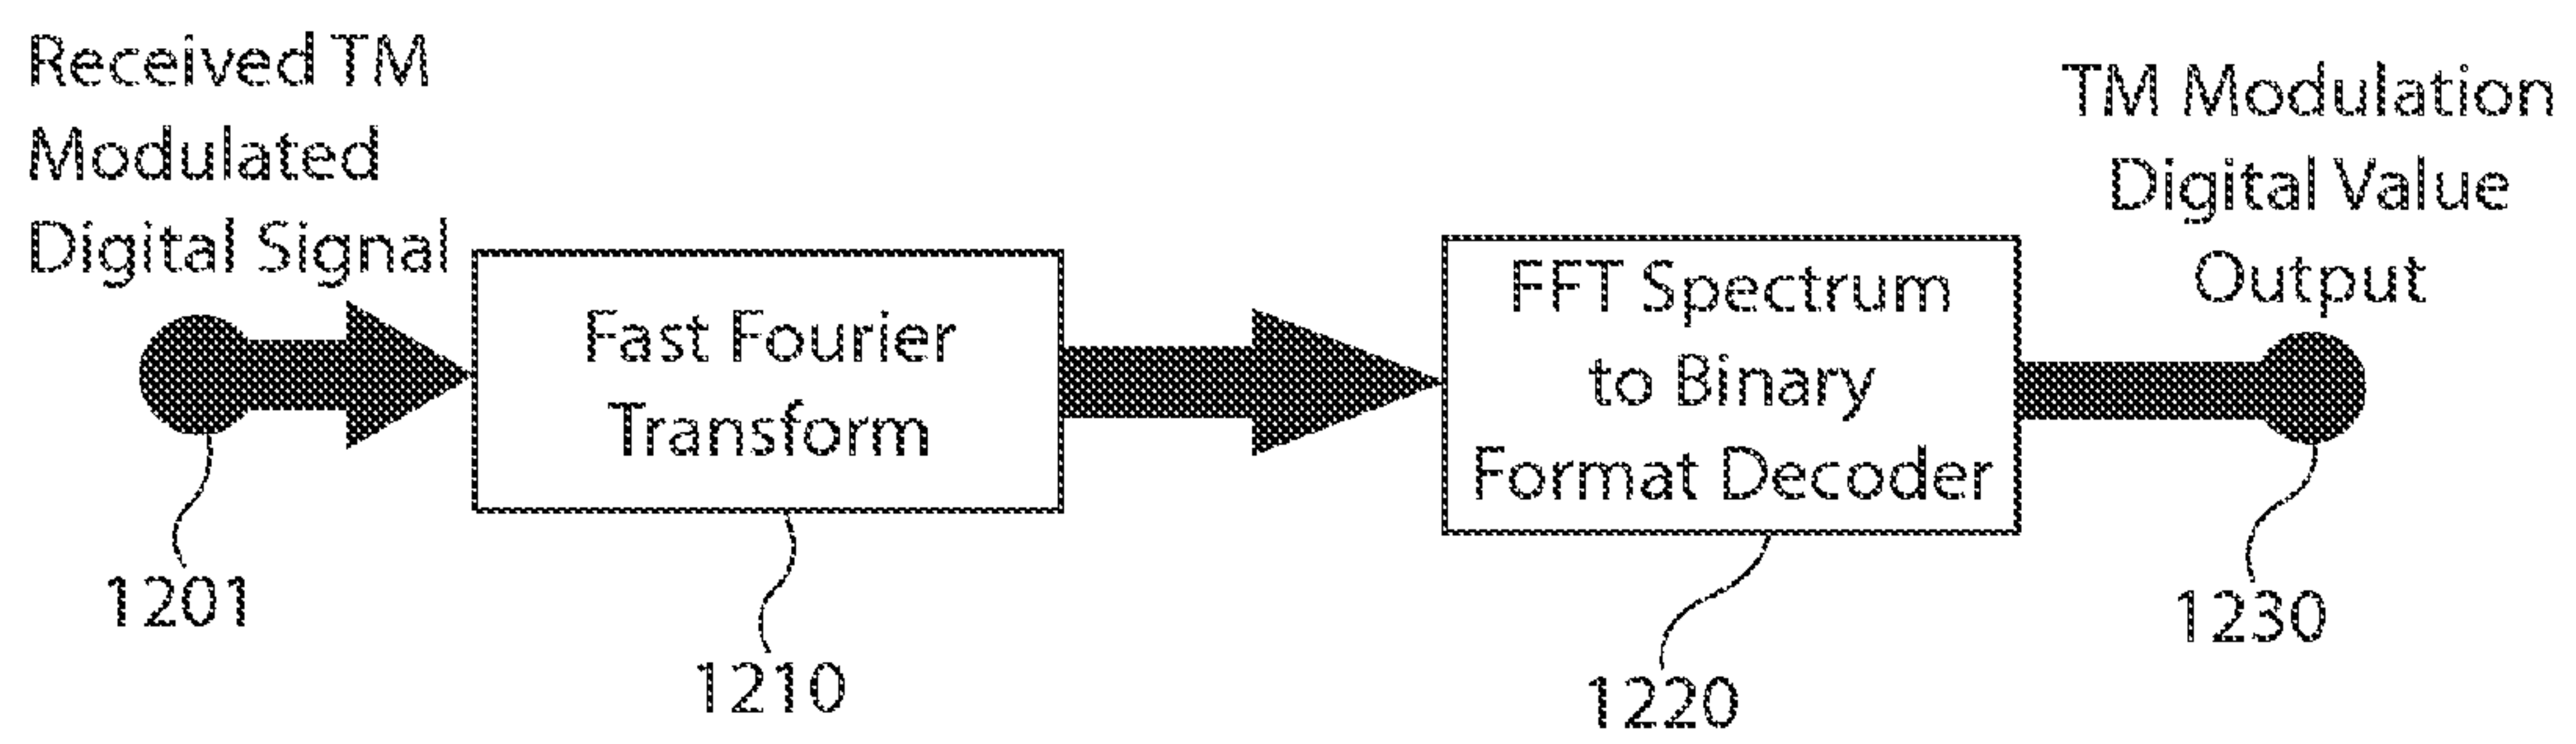 Received TM
Modulated
Digital Signal
Fast Fourier
Transform
FFT Spectrum
to Binary
Format Decoder
TM Modulation
Digital Value
Output
1201
1210
1220
1230